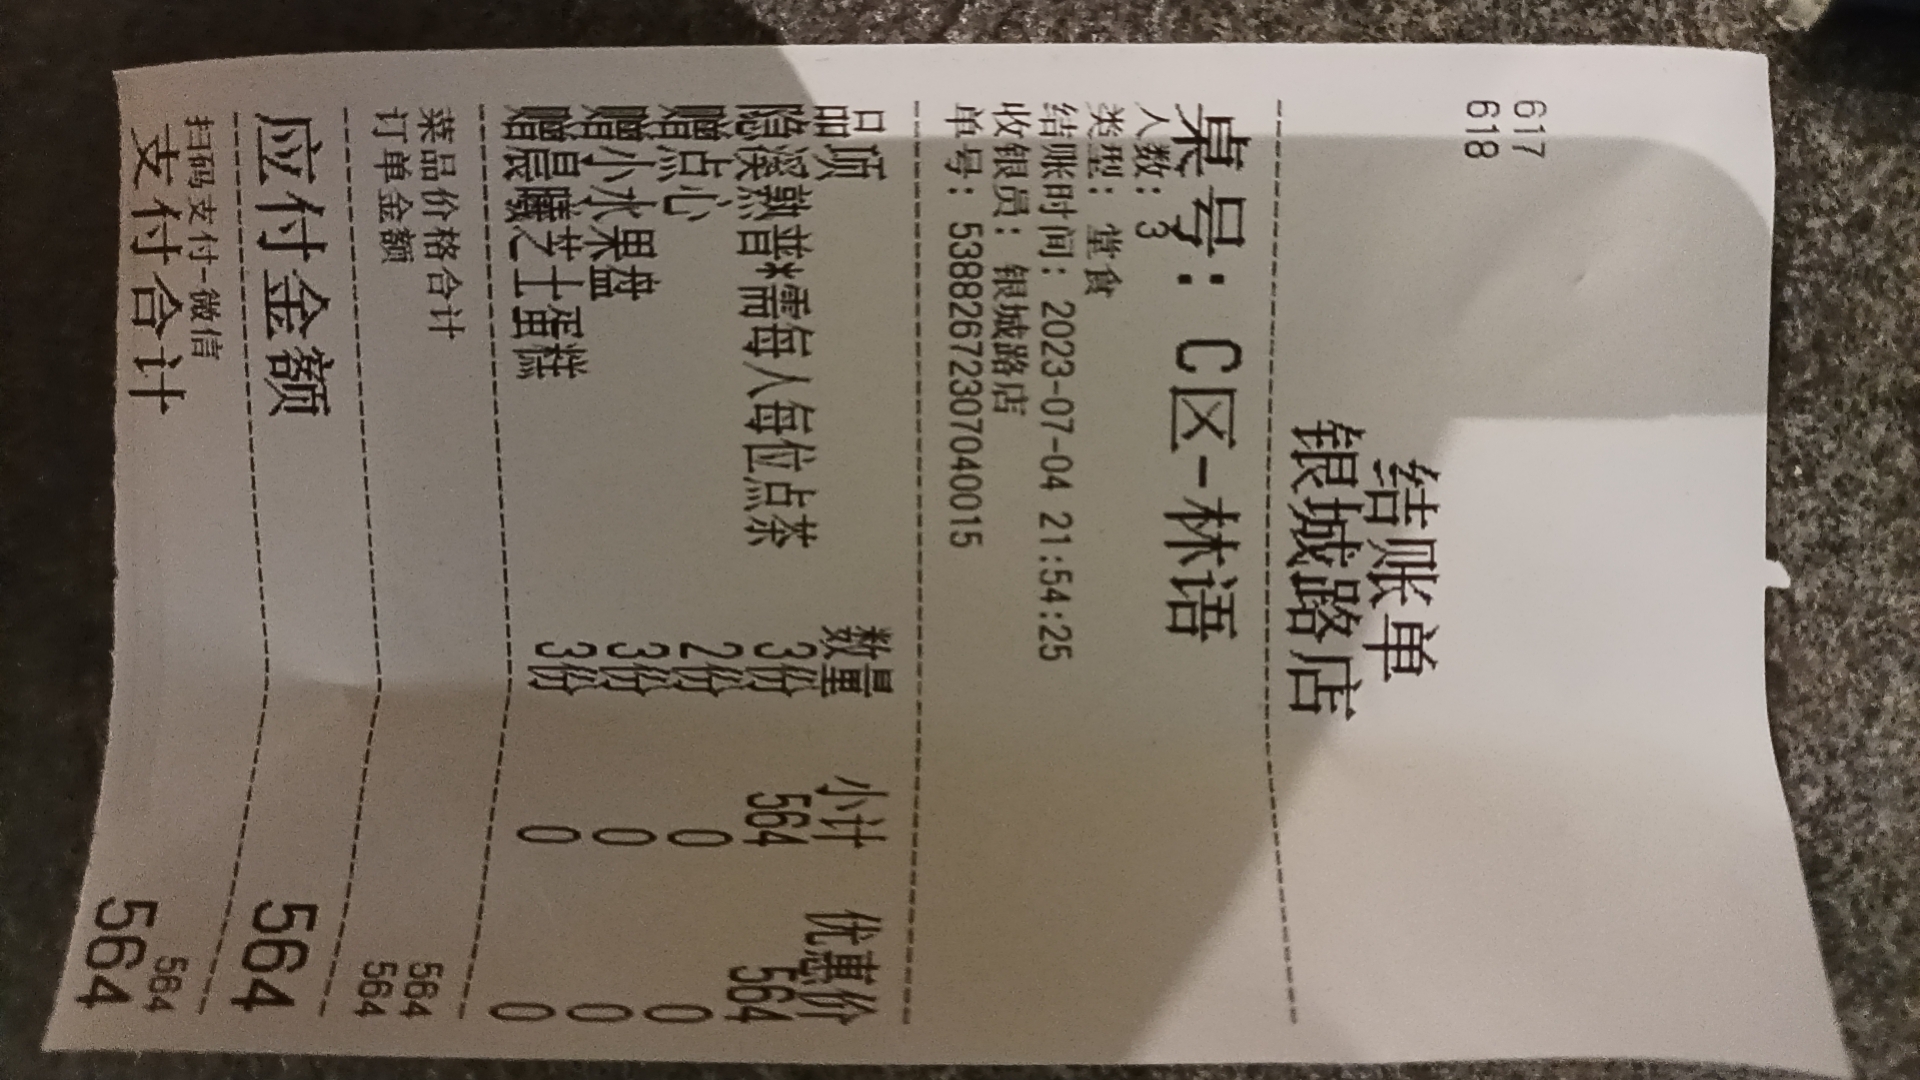 617
618
结账单
银城路店
桌号: C区-林语
人数: 3
类型: 堂食
结账时间: 2023-07-04 21:54:25
收银员: 银城路店
单号: 5388267230704​0015
品项 数量 小计 优惠价
隐溪熟普*需每人每位点茶 3份 564 564
赠点心 2份 0 0
赠小水果盘 3份 0 0
赠晨曦芝士蛋糕 3份 0 0
菜品价格合计 564
订单金额 564
应付金额 564
扫码支付-微信 564
支付合计 564